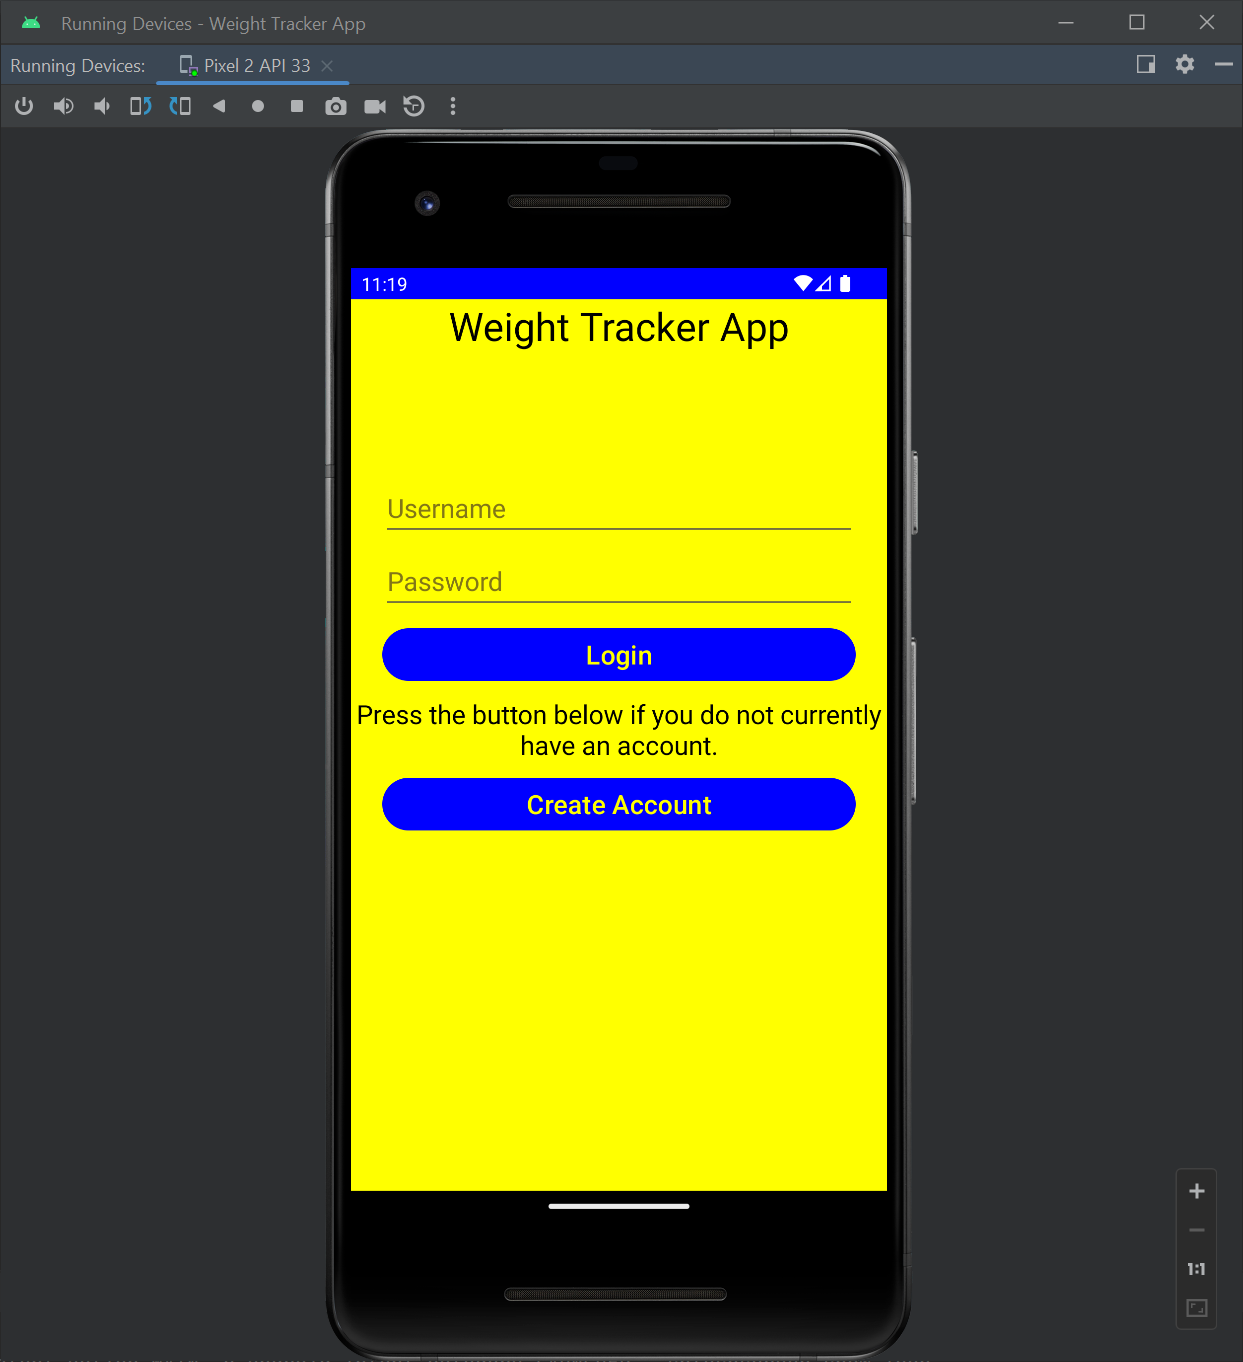 Running Devices - Weight Tracker App
Running Devices:
Pixel 2 API 33
11:19
Weight Tracker App
Username
Password
Login
Press the button below if you do not currently
have an account.
Create Account
1:1